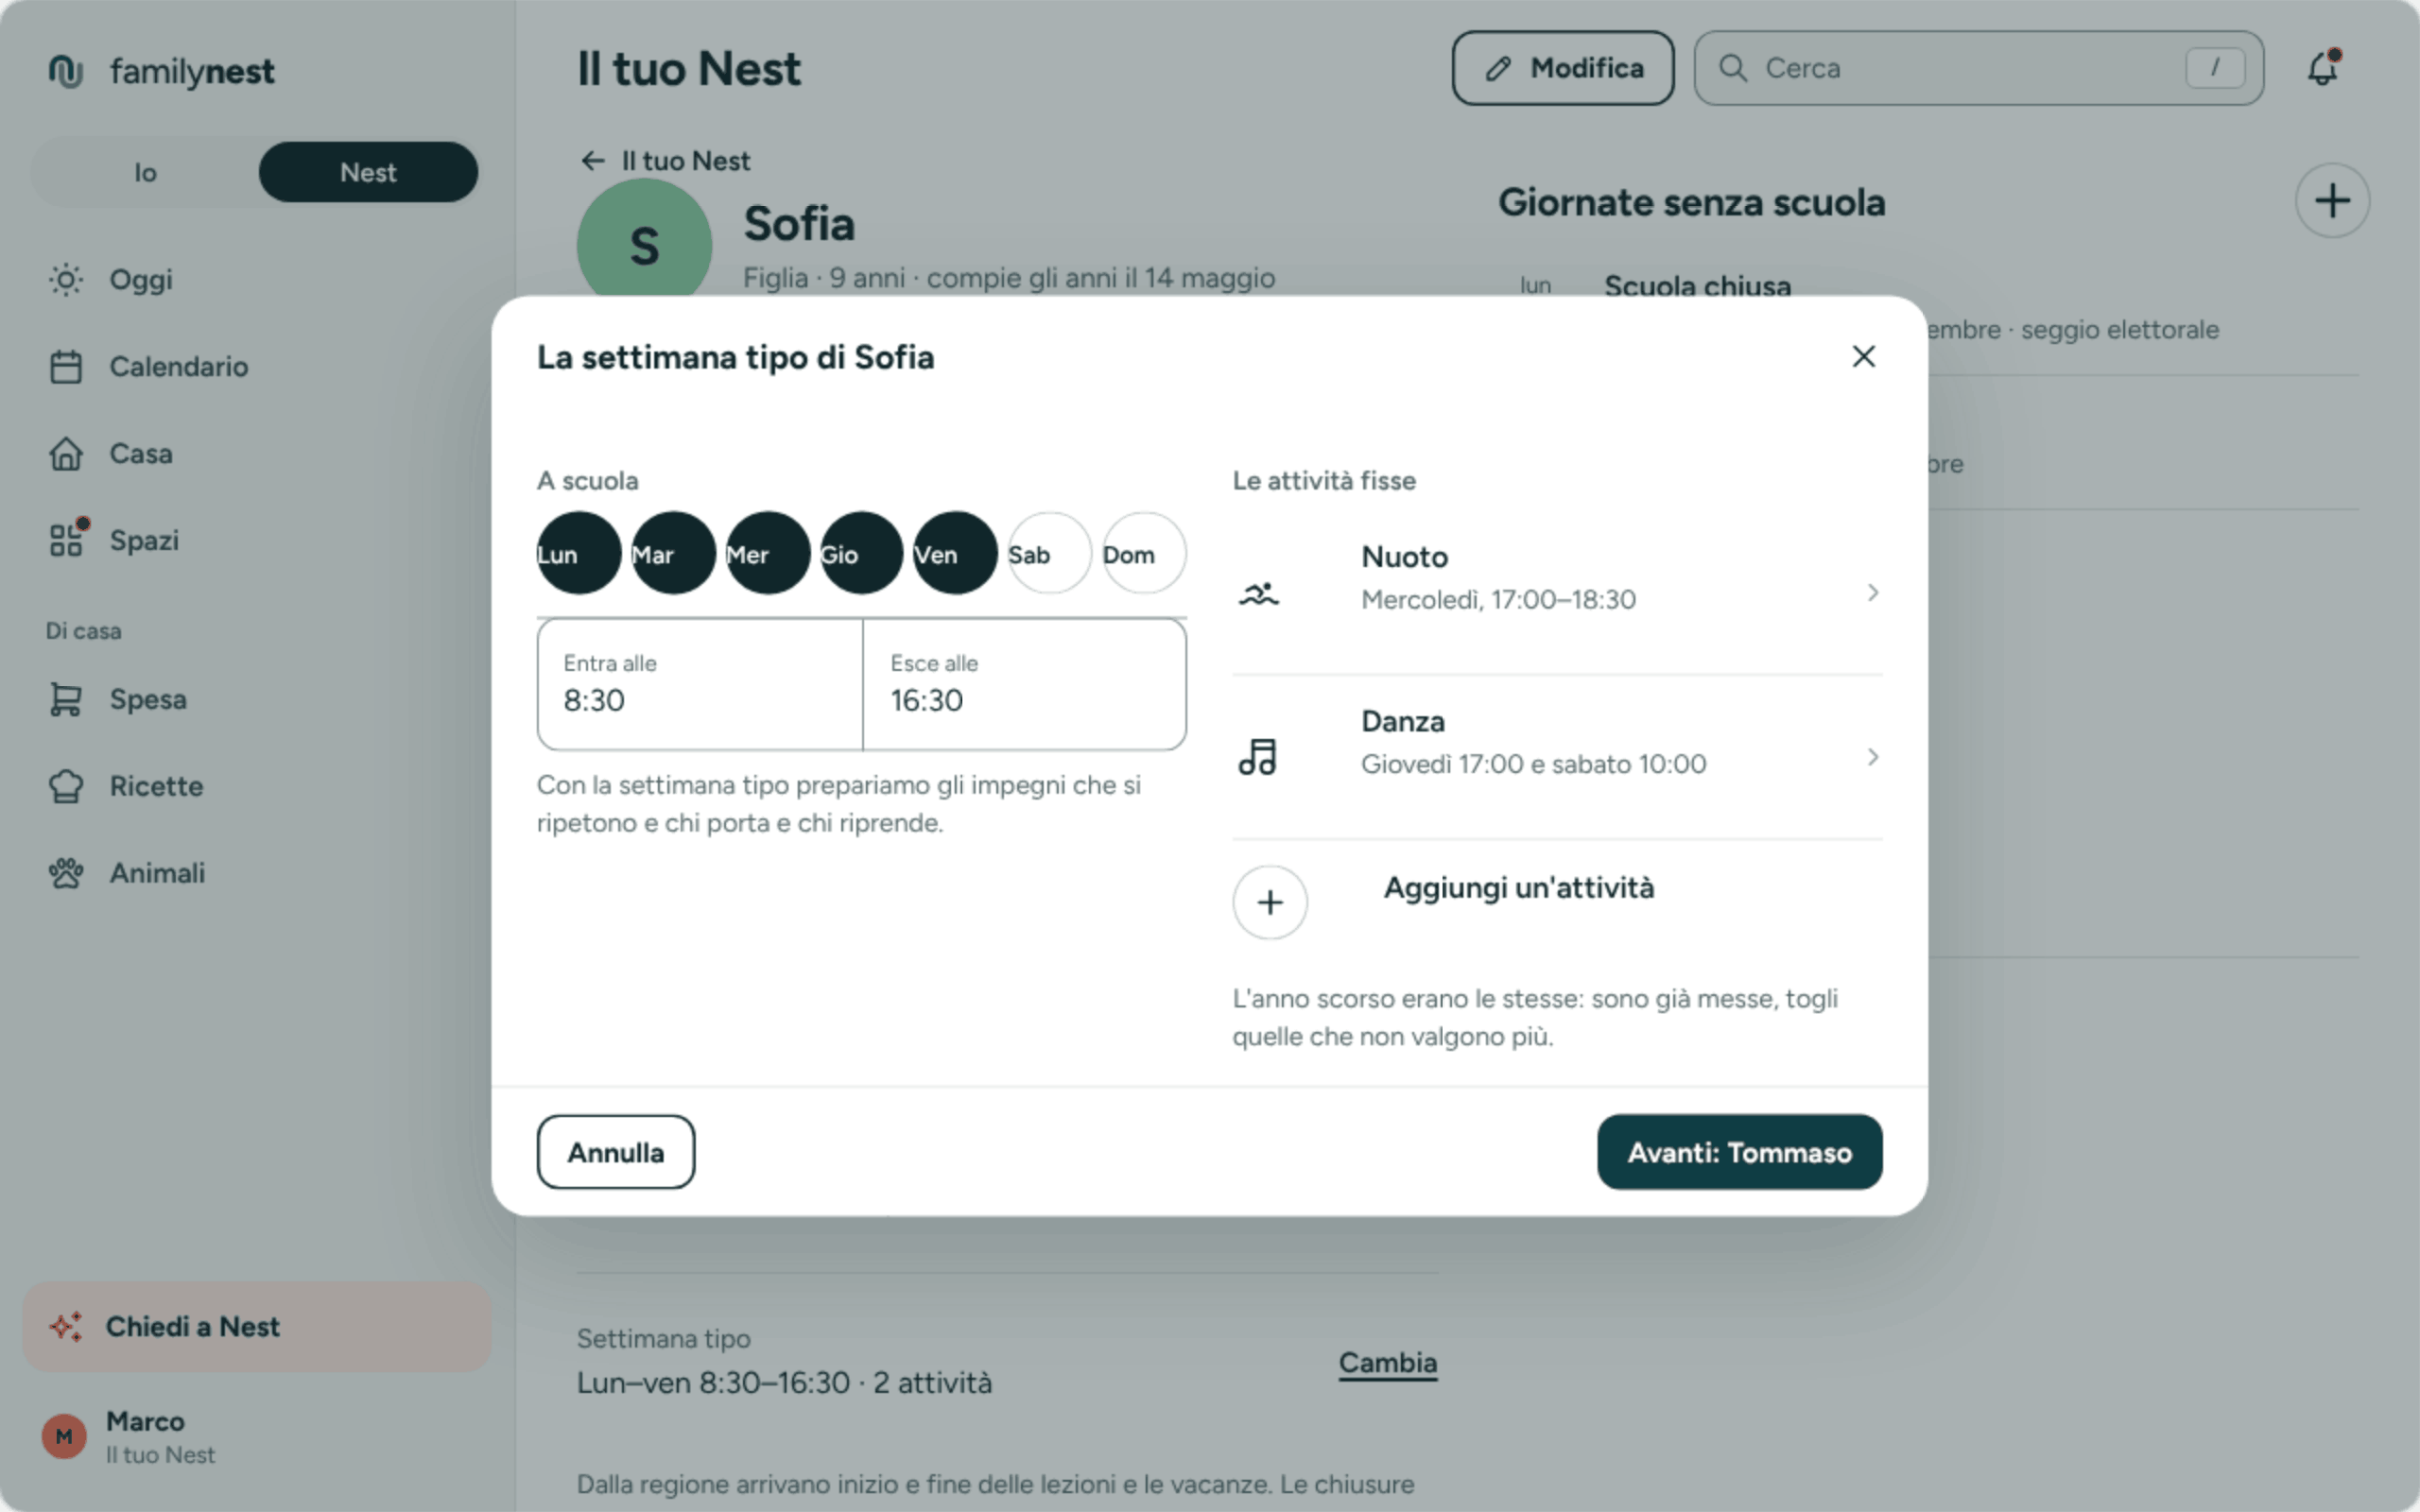 familynest
Io
Nest
Oggi
Calendario
Casa
Spazi
Di casa
Spesa
Ricette
Animali
Chiedi a Nest
M
Marco
Il tuo Nest
Il tuo Nest
Modifica
Cerca
/
Il tuo Nest
S
Sofia
Figlia · 9 anni · compie gli anni il 14 maggio
Giornate senza scuola
lun
Scuola chiusa
embre · seggio elettorale
bre
La settimana tipo di Sofia
A scuola
Lun Mar Mer Gio Ven Sab Dom
Entra alle
8:30
Esce alle
16:30
Con la settimana tipo prepariamo gli impegni che si
ripetono e chi porta e chi riprende.
Le attività fisse
Nuoto
Mercoledì, 17:00–18:30
Danza
Giovedì 17:00 e sabato 10:00
Aggiungi un'attività
L'anno scorso erano le stesse: sono già messe, togli
quelle che non valgono più.
Annulla
Avanti: Tommaso
Settimana tipo
Lun–ven 8:30–16:30 · 2 attività
Cambia
Dalla regione arrivano inizio e fine delle lezioni e le vacanze. Le chiusure